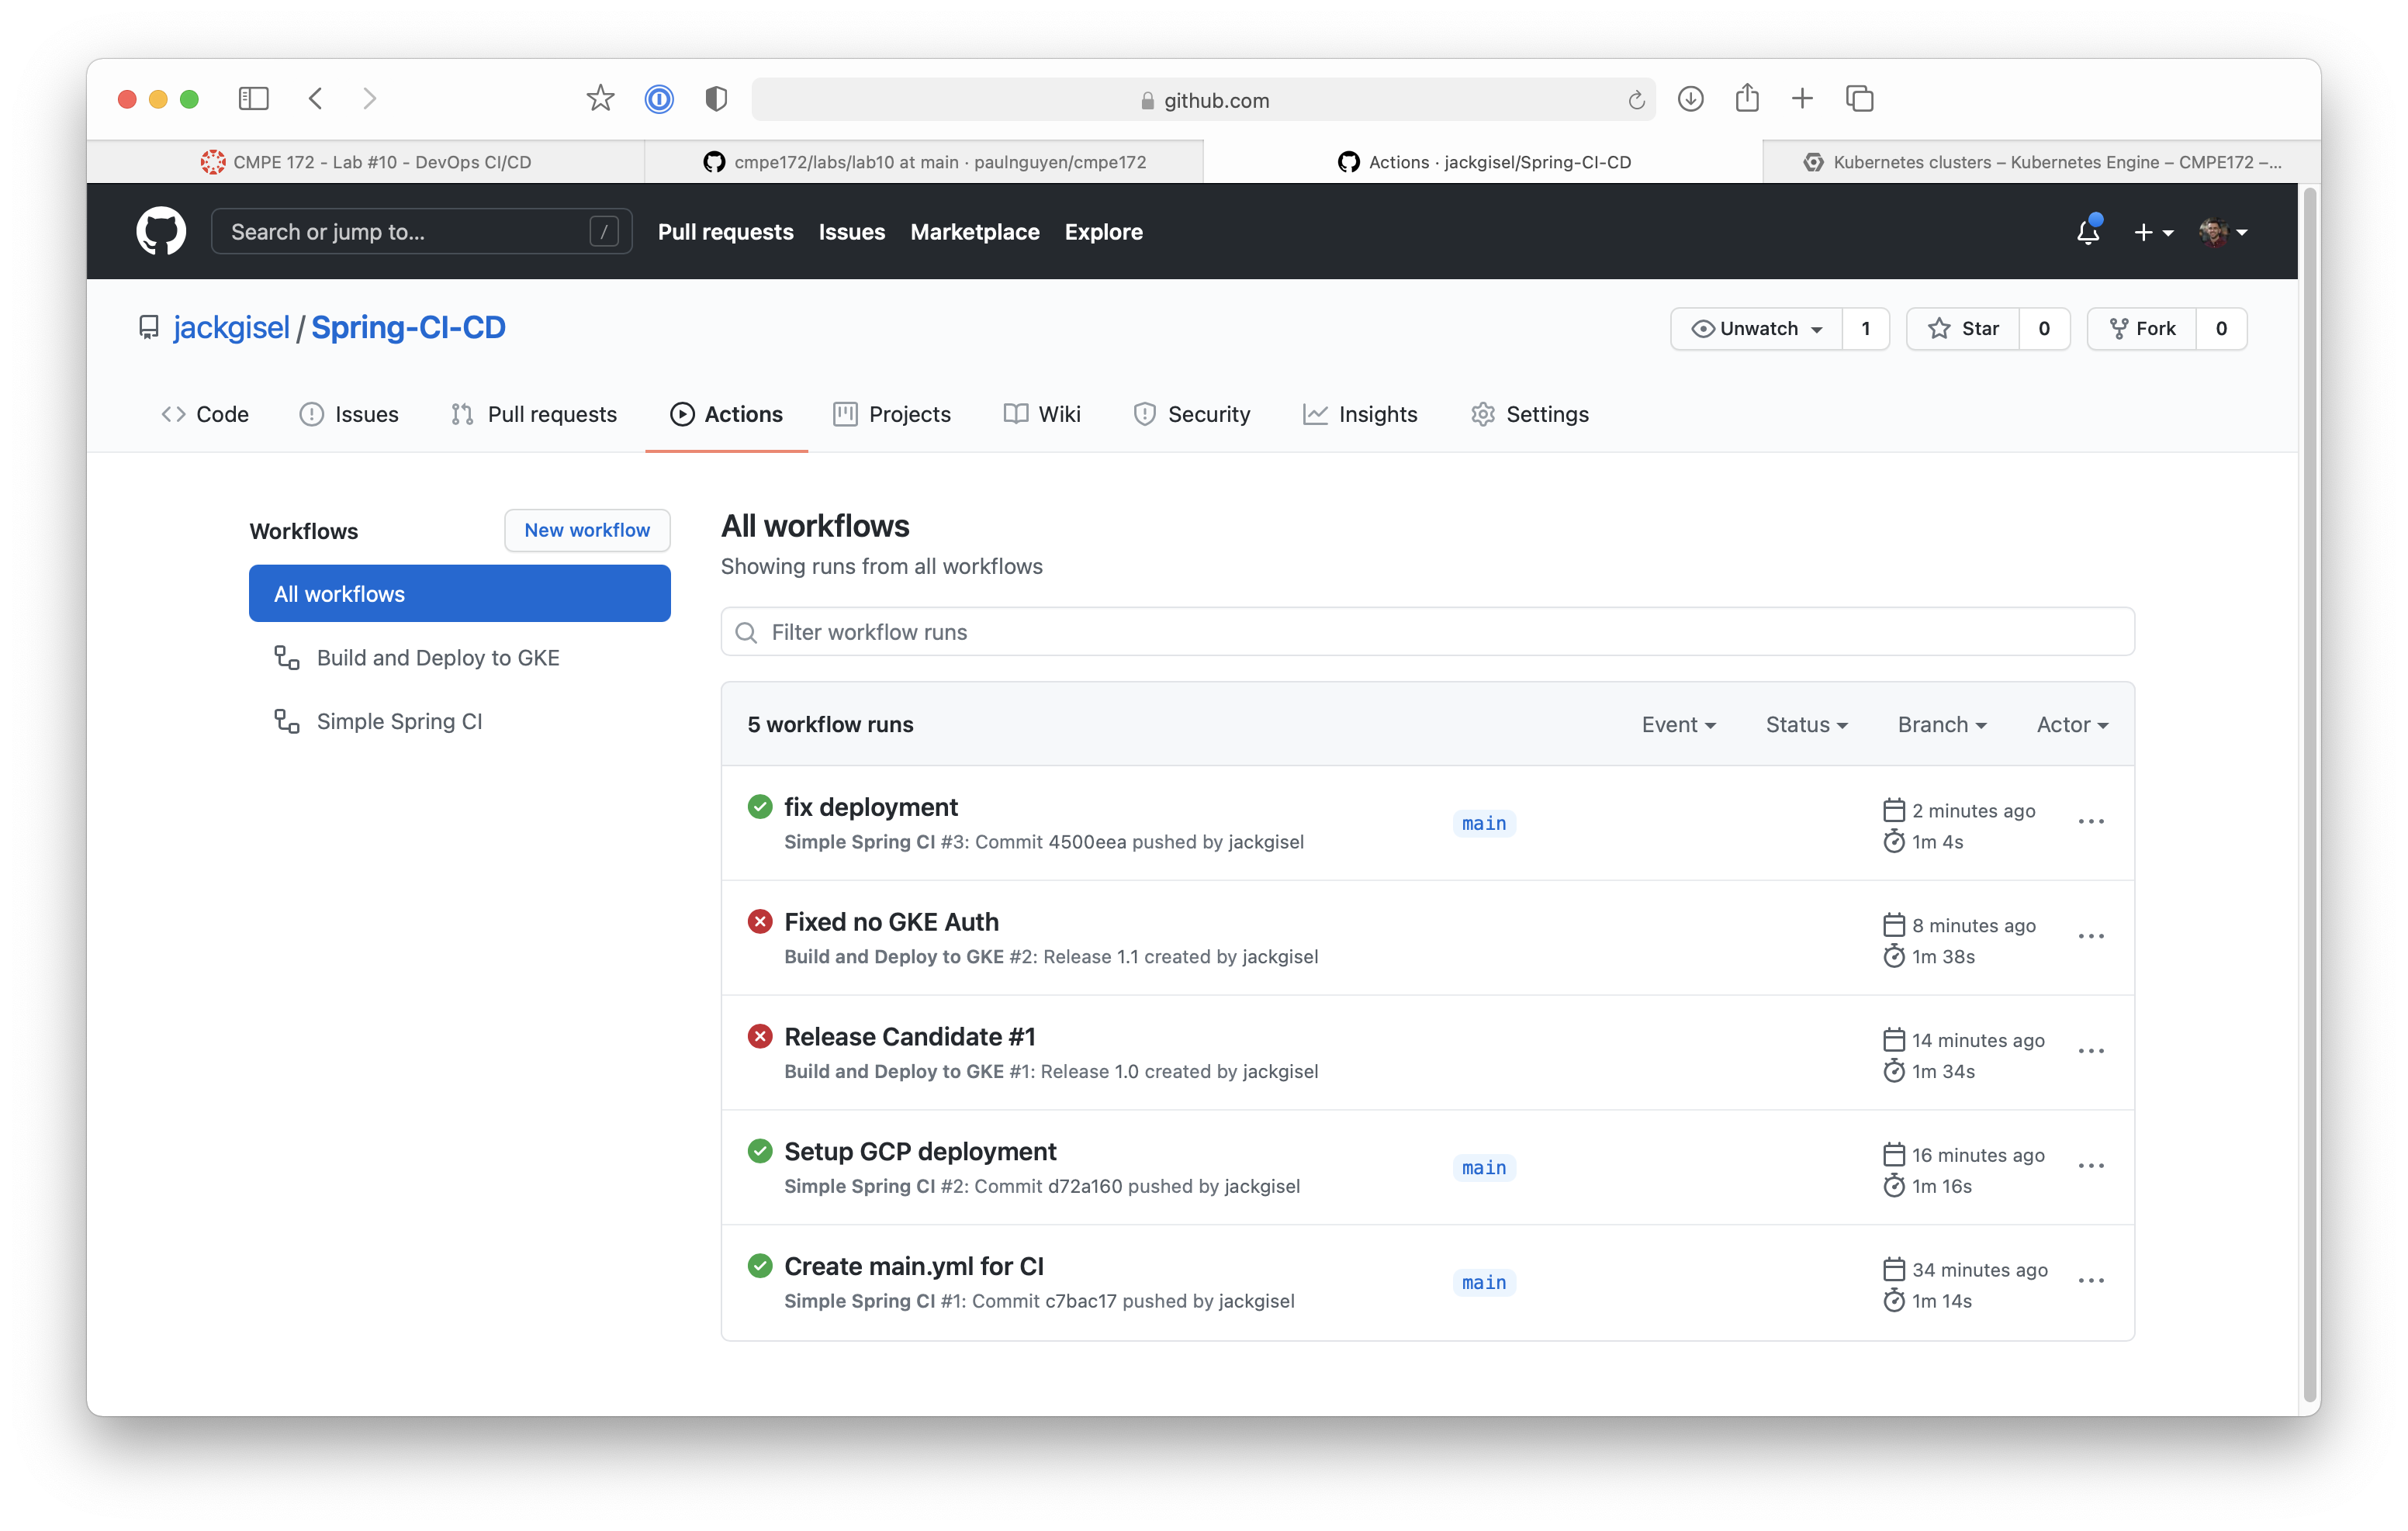 github.com
CMPE 172 - Lab #10 - DevOps CI/CD
cmpe172/labs/lab10 at main · paulnguyen/cmpe172
Actions · jackgisel/Spring-CI-CD
Kubernetes clusters – Kubernetes Engine – CMPE172 –...
Search or jump to... /
Pull requests Issues Marketplace Explore
jackgisel / Spring-CI-CD
Unwatch 1 Star 0 Fork 0
Code Issues Pull requests Actions Projects Wiki Security Insights Settings
Workflows
New workflow
All workflows
Build and Deploy to GKE
Simple Spring CI
All workflows
Showing runs from all workflows
Filter workflow runs
5 workflow runs Event Status Branch Actor
fix deployment
Simple Spring CI #3: Commit 4500eea pushed by jackgisel
main
2 minutes ago
1m 4s
Fixed no GKE Auth
Build and Deploy to GKE #2: Release 1.1 created by jackgisel
8 minutes ago
1m 38s
Release Candidate #1
Build and Deploy to GKE #1: Release 1.0 created by jackgisel
14 minutes ago
1m 34s
Setup GCP deployment
Simple Spring CI #2: Commit d72a160 pushed by jackgisel
main
16 minutes ago
1m 16s
Create main.yml for CI
Simple Spring CI #1: Commit c7bac17 pushed by jackgisel
main
34 minutes ago
1m 14s